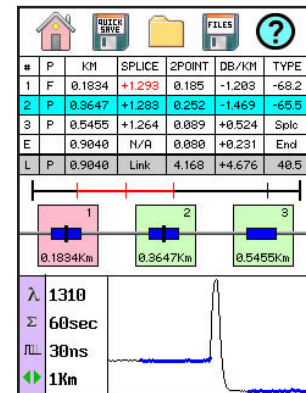 QUICK SAVE
FILES
?
# P KM SPLICE 2POINT DB/KM TYPE
1 F 0.1834 +1.293 0.185 -1.203 -68.2
2 P 0.3647 +1.283 0.252 -1.469 -65.5
3 P 0.5455 +1.264 0.089 +0.524 Splc
E 0.9040 N/A 0.080 +0.231 End
L P 0.9040 Link 4.168 +4.676 40.5
1 2 3
0.1834Km 0.3647Km 0.5455Km
λ 1310
Σ 60sec
30ns
1Km